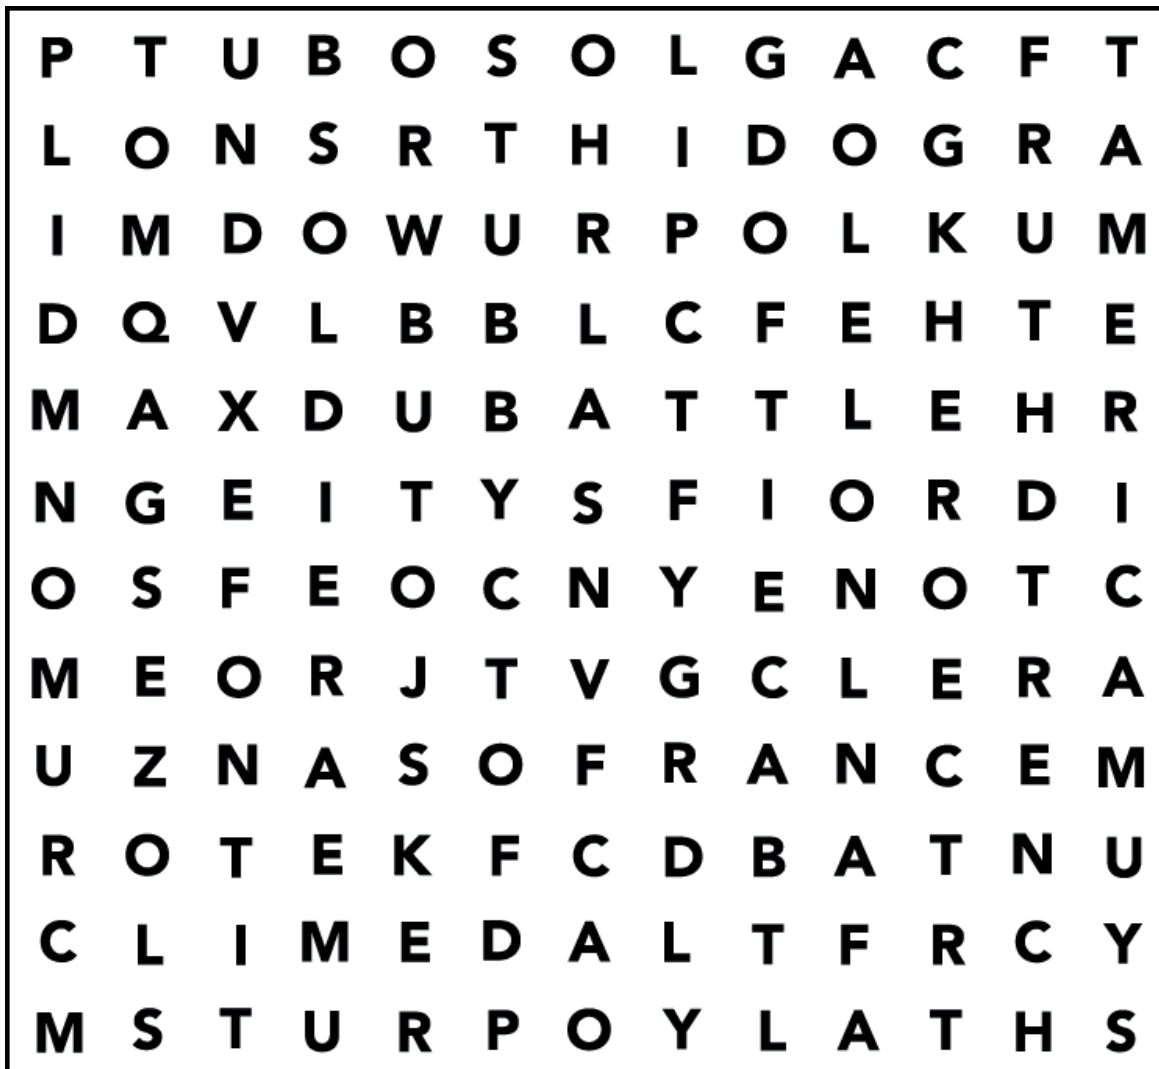 P T U B O S O L G A C F T
L O N S R T H I D O G R A
I M D O W U R P O L K U M
D Q V L B B L C F E H T E
M A X D U B A T T L E H R
N G E I T Y S F I O R D I
O S F E O C N Y E N O T C
M E O R J T V G C L E R A
U Z N A S O F R A N C E M
R O T E K F C D B A T N U
C L I M E D A L T F R C Y
M S T U R P O Y L A T H S